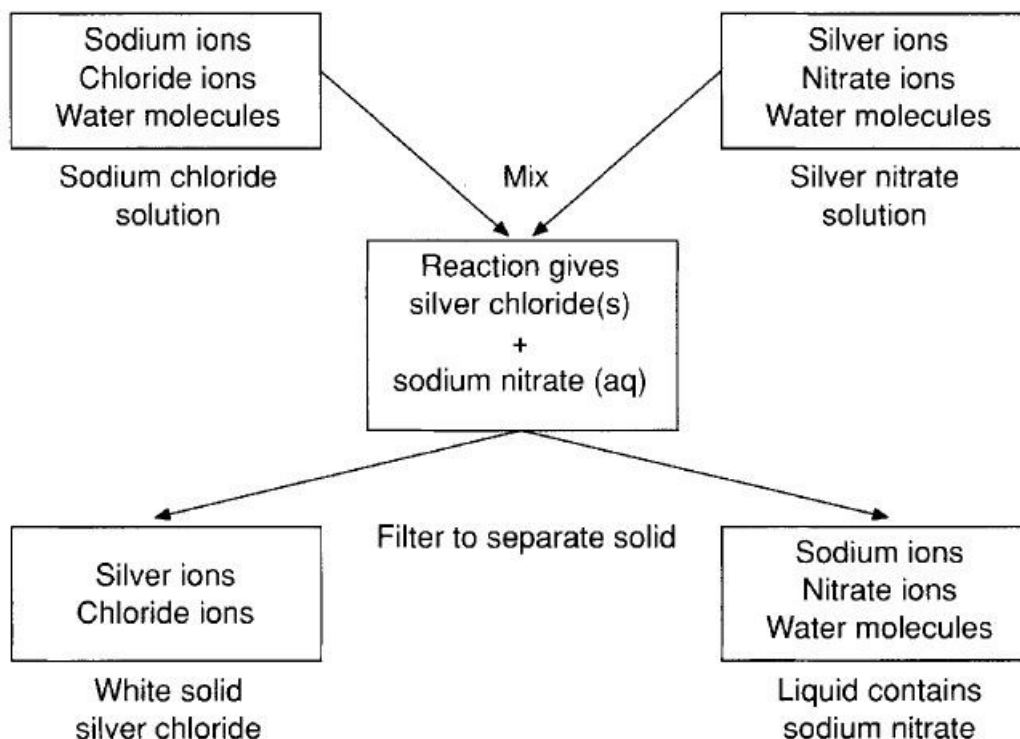 Sodium ions
Chloride ions
Water molecules
Sodium chloride
solution
Mix
Silver ions
Nitrate ions
Water molecules
Silver nitrate
solution
Reaction gives
silver chloride(s)
+
sodium nitrate (aq)
Filter to separate solid
Silver ions
Chloride ions
White solid
silver chloride
Sodium ions
Nitrate ions
Water molecules
Liquid contains
sodium nitrate